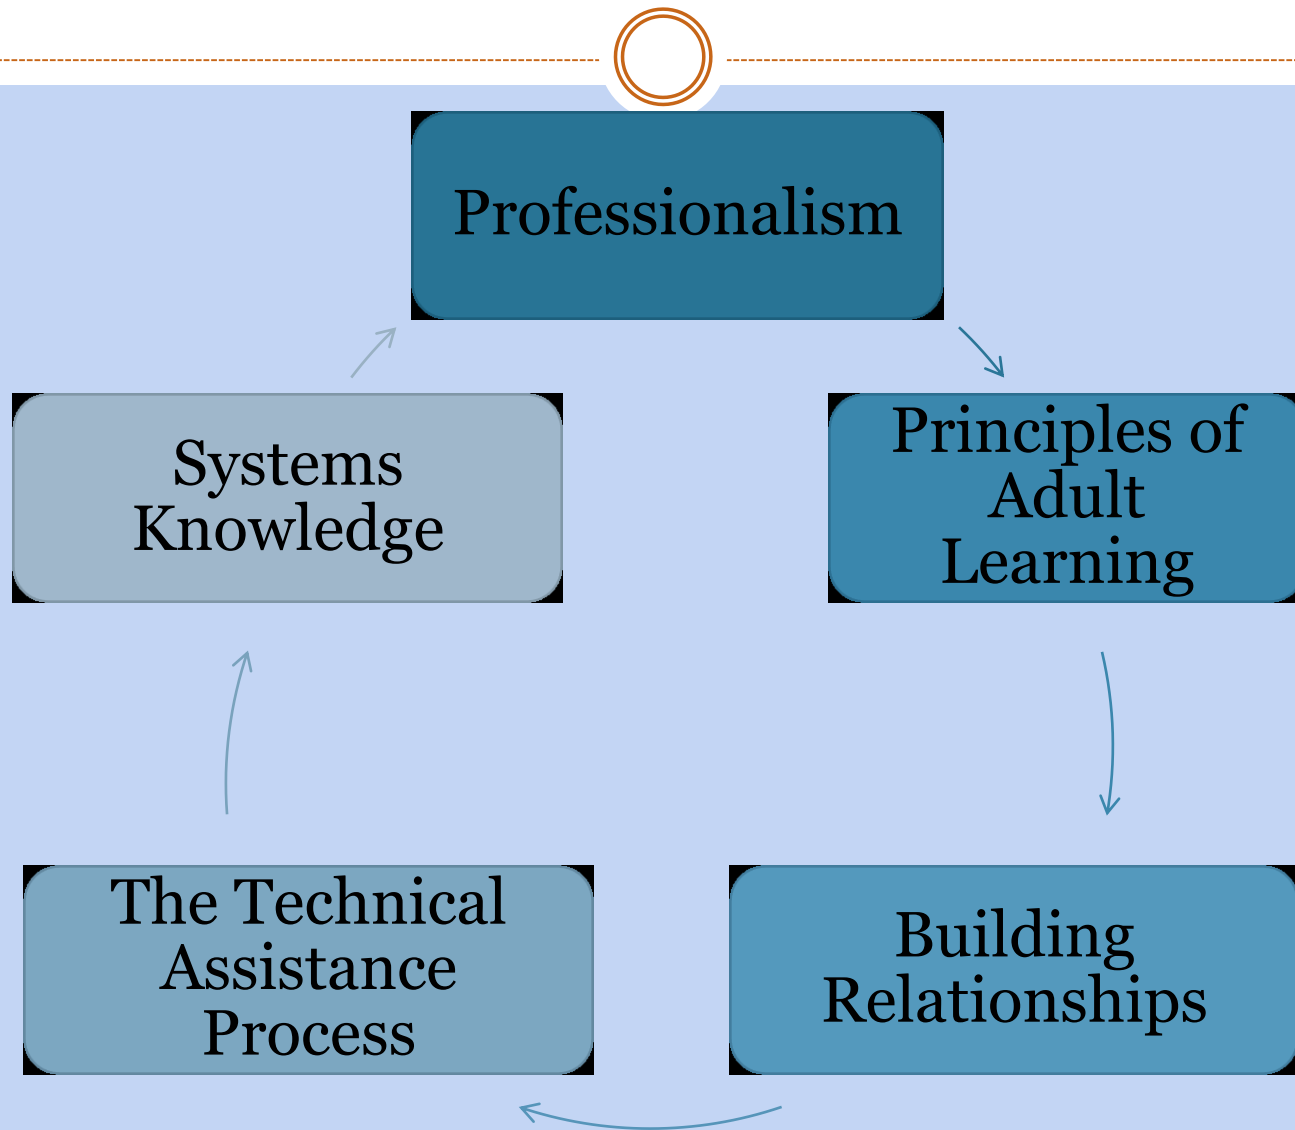 Professionalism
Principles of
Adult
Learning
Building
Relationships
The Technical
Assistance
Process
Systems
Knowledge